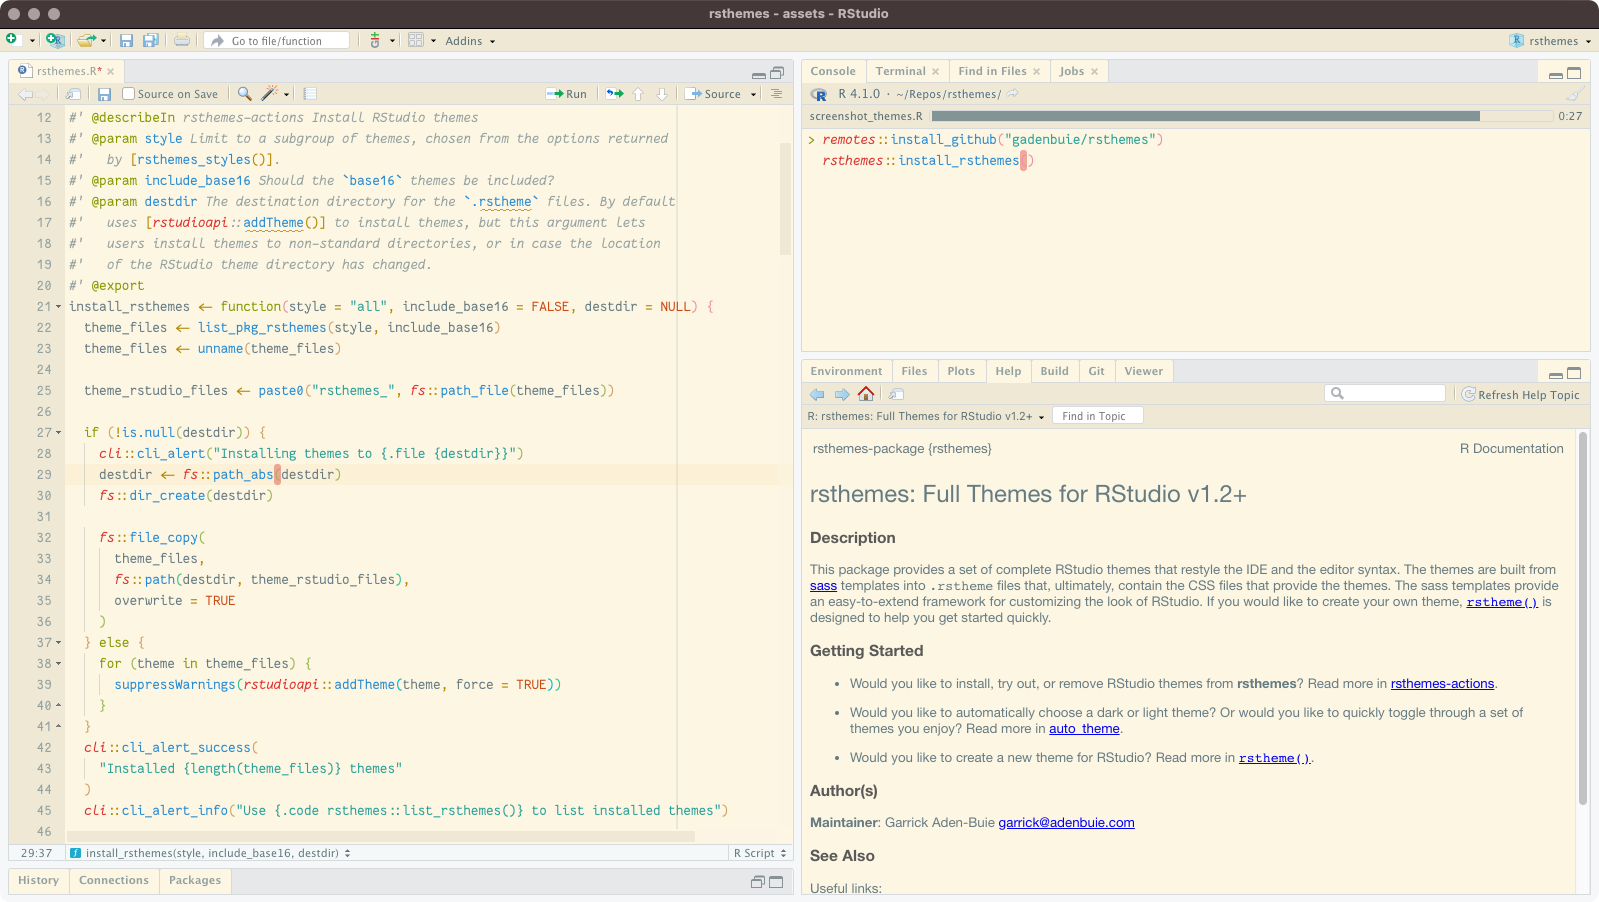 rsthemes - assets - RStudio
Go to file/function
Addins
rsthemes
rsthemes.R*
Source on Save
Run
Source
12 #' @describeIn rsthemes-actions Install RStudio themes
13 #' @param style Limit to a subgroup of themes, chosen from the options returned
14 #'   by [rsthemes_styles()].
15 #' @param include_base16 Should the `base16` themes be included?
16 #' @param destdir The destination directory for the `.rstheme` files. By default
17 #'   uses [rstudioapi::addTheme()] to install themes, but this argument lets
18 #'   users install themes to non-standard directories, or in case the location
19 #'   of the RStudio theme directory has changed.
20 #' @export
21 install_rsthemes <- function(style = "all", include_base16 = FALSE, destdir = NULL) {
22   theme_files <- list_pkg_rsthemes(style, include_base16)
23   theme_files <- unname(theme_files)
24
25   theme_rstudio_files <- paste0("rsthemes_", fs::path_file(theme_files))
26
27   if (!is.null(destdir)) {
28     cli::cli_alert("Installing themes to {.file {destdir}}")
29     destdir <- fs::path_abs(destdir)
30     fs::dir_create(destdir)
31
32     fs::file_copy(
33       theme_files,
34       fs::path(destdir, theme_rstudio_files),
35       overwrite = TRUE
36     )
37   } else {
38     for (theme in theme_files) {
39       suppressWarnings(rstudioapi::addTheme(theme, force = TRUE))
40     }
41   }
42   cli::cli_alert_success(
43     "Installed {length(theme_files)} themes"
44   )
45   cli::cli_alert_info("Use {.code rsthemes::list_rsthemes()} to list installed themes")
46
29:37 install_rsthemes(style, include_base16, destdir) R Script
History Connections Packages
Console Terminal Find in Files Jobs
R 4.1.0 · ~/Repos/rsthemes/
screenshot_themes.R 0:27
> remotes::install_github("gadenbuie/rsthemes")
rsthemes::install_rsthemes()
Environment Files Plots Help Build Git Viewer
Refresh Help Topic
R: rsthemes: Full Themes for RStudio v1.2+ Find in Topic
rsthemes-package {rsthemes} R Documentation
rsthemes: Full Themes for RStudio v1.2+
Description
This package provides a set of complete RStudio themes that restyle the IDE and the editor syntax. The themes are built from
sass templates into .rstheme files that, ultimately, contain the CSS files that provide the themes. The sass templates provide
an easy-to-extend framework for customizing the look of RStudio. If you would like to create your own theme, rstheme() is
designed to help you get started quickly.
Getting Started
• Would you like to install, try out, or remove RStudio themes from rsthemes? Read more in rsthemes-actions.
• Would you like to automatically choose a dark or light theme? Or would you like to quickly toggle through a set of
themes you enjoy? Read more in auto_theme.
• Would you like to create a new theme for RStudio? Read more in rstheme().
Author(s)
Maintainer: Garrick Aden-Buie garrick@adenbuie.com
See Also
Useful links: